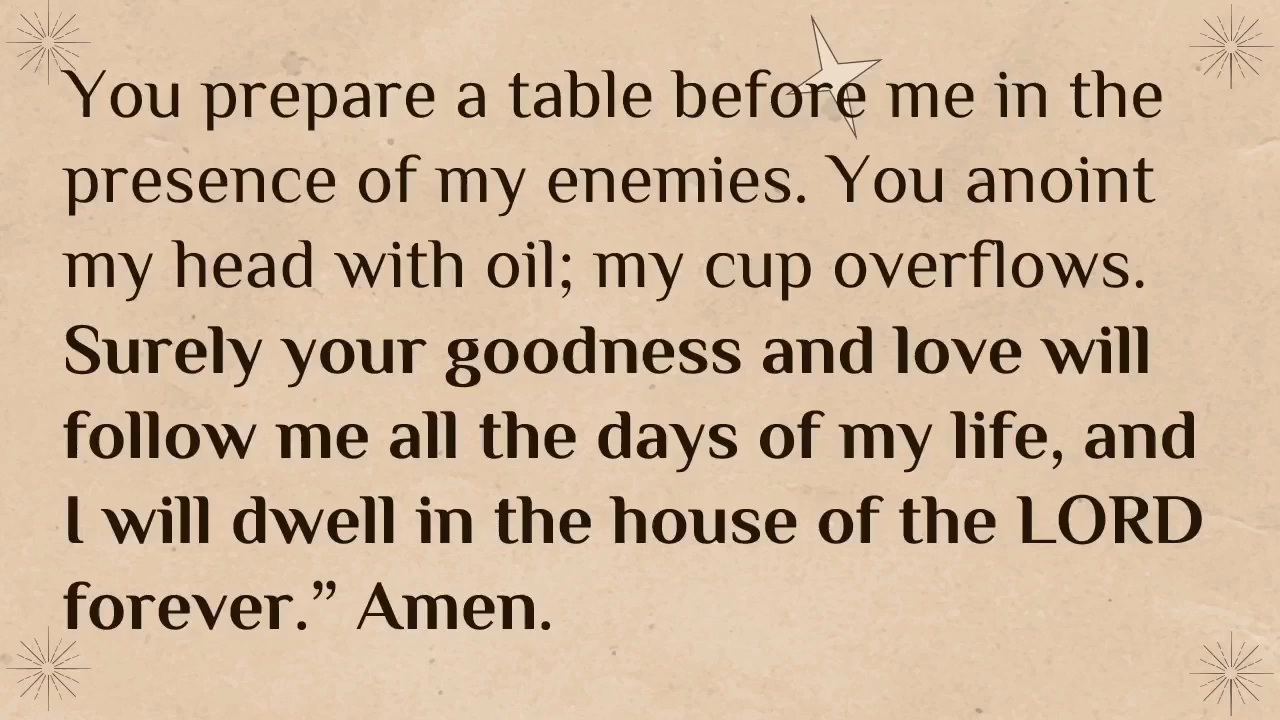 You prepare a table before me in the
presence of my enemies. You anoint
my head with oil; my cup overflows.
Surely your goodness and love will
follow me all the days of my life, and
I will dwell in the house of the LORD
forever.” Amen.